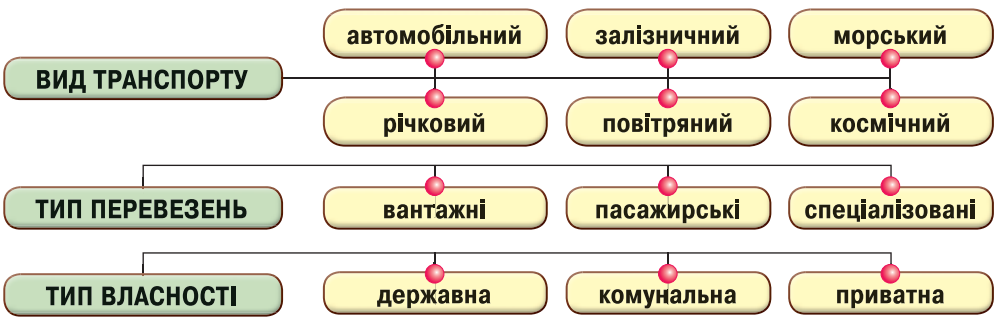 автомобільний залізничний морський
ВИД ТРАНСПОРТУ
річковий повітряний космічний
ТИП ПЕРЕВЕЗЕНЬ вантажні пасажирські спеціалізовані
ТИП ВЛАСНОСТІ державна комунальна приватна